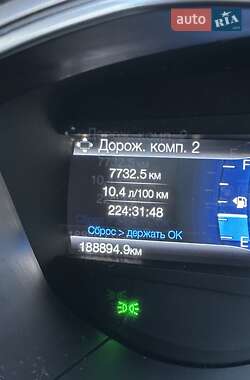 auto RIA
Дорож. комп. 2
7732.5 км
10.4 л/100 км
224:31:48
Сброс > держать ОК
188894.9км
F
E